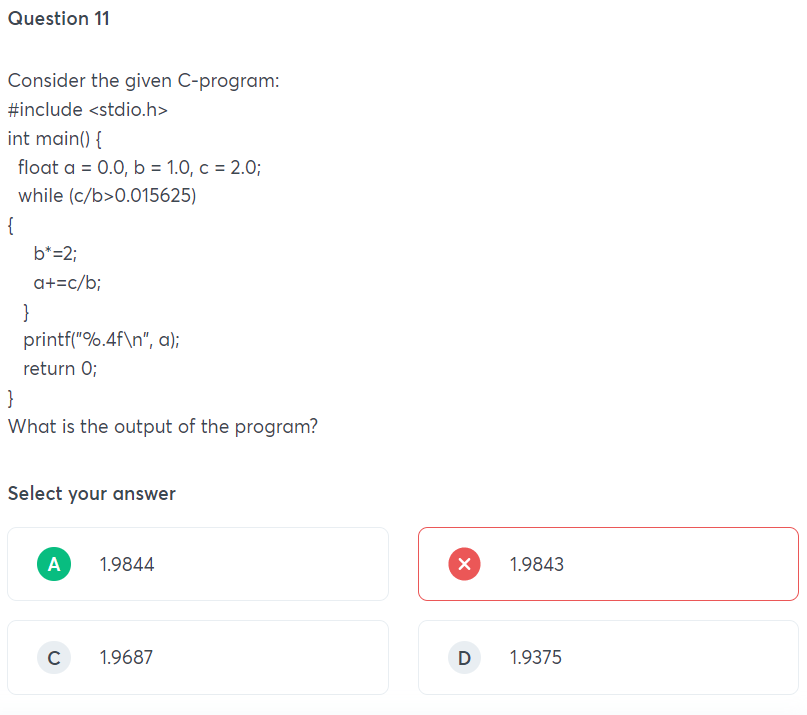 Question 11
Consider the given C-program:
#include <stdio.h>
int main() {
float a = 0.0, b = 1.0, c = 2.0;
while (c/b>0.015625)
{
b*=2;
a+=c/b;
}
printf("%.4f\n", a);
return 0;
}
What is the output of the program?
Select your answer
A 1.9844
× 1.9843
C 1.9687
D 1.9375